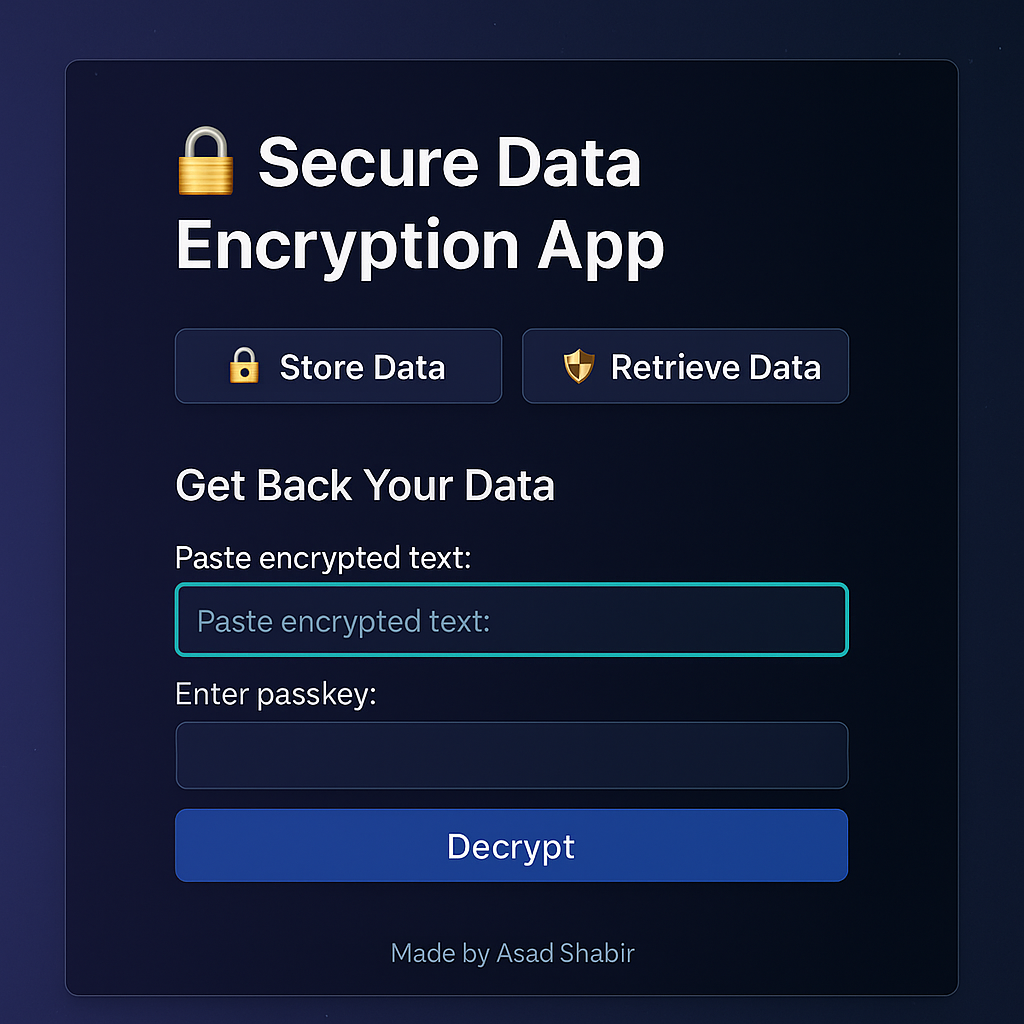 🔒 Secure Data
Encryption App
Store Data
Retrieve Data
Get Back Your Data
Paste encrypted text:
Paste encrypted text:
Enter passkey:
Decrypt
Made by Asad Shabir